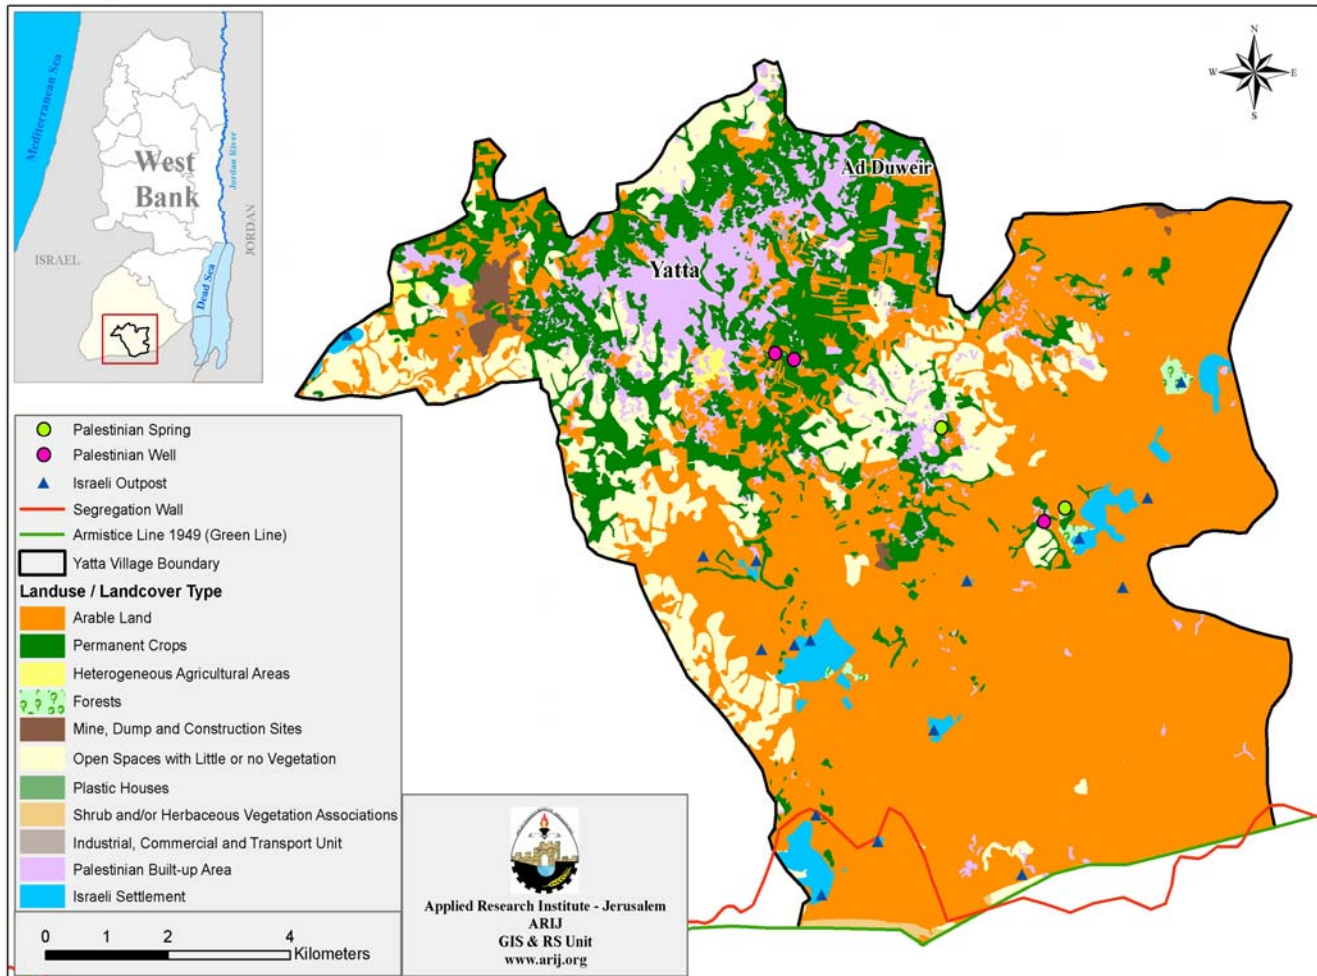 Mediterranean Sea
West
Bank
Jordan River
JORDAN
ISRAEL
Dead Sea
N
W
E
S
Ad Duweir
Yatta
Palestinian Spring
Palestinian Well
Israeli Outpost
Segregation Wall
Armistice Line 1949 (Green Line)
Yatta Village Boundary
Landuse / Landcover Type
Arable Land
Permanent Crops
Heterogeneous Agricultural Areas
Forests
Mine, Dump and Construction Sites
Open Spaces with Little or no Vegetation
Plastic Houses
Shrub and/or Herbaceous Vegetation Associations
Industrial, Commercial and Transport Unit
Palestinian Built-up Area
Israeli Settlement
0 1 2 4
Kilometers
Applied Research Institute - Jerusalem
ARIJ
GIS & RS Unit
www.arij.org